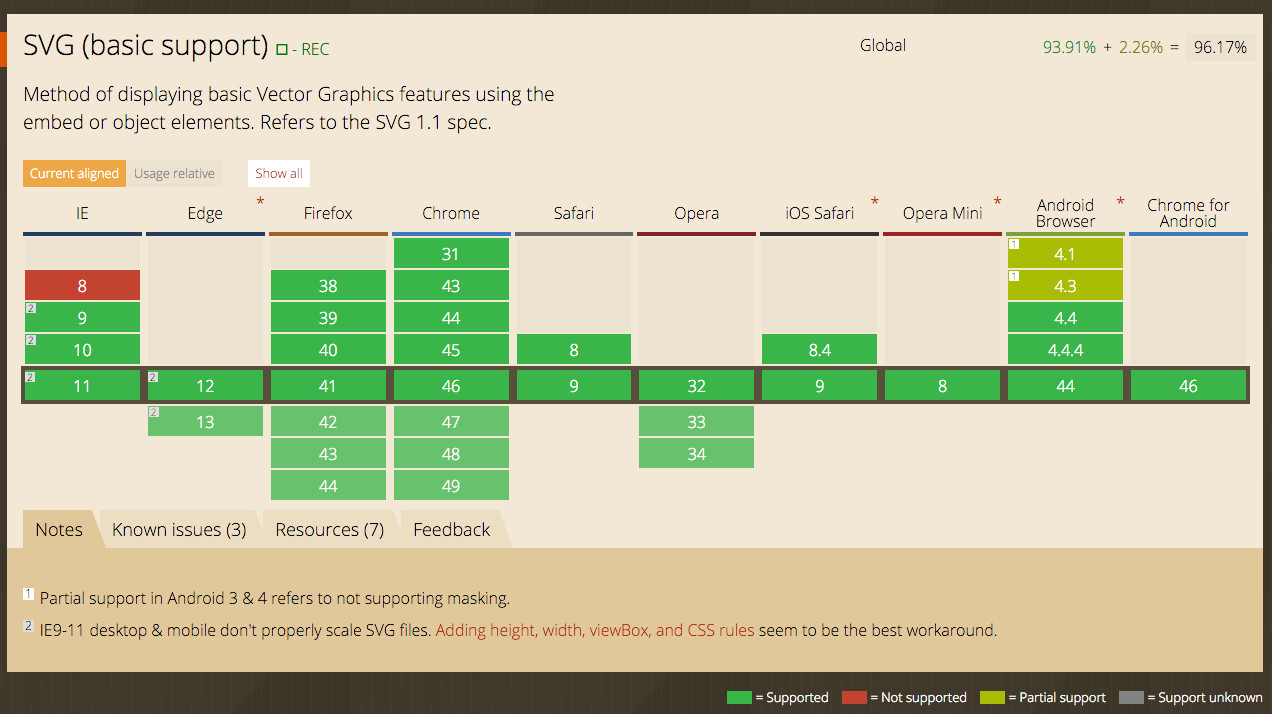 SVG (basic support) - REC
Global
93.91% + 2.26% = 96.17%
Method of displaying basic Vector Graphics features using the
embed or object elements. Refers to the SVG 1.1 spec.
Current aligned Usage relative Show all
IE Edge * Firefox Chrome Safari Opera iOS Safari * Opera Mini * Android Browser * Chrome for Android
31 1 4.1
8 38 43 1 4.3
2 9 39 44 4.4
2 10 40 45 8 8.4 4.4.4
2 11 2 12 41 46 9 32 9 8 44 46
2 13 42 47 33
43 48 34
44 49
Notes Known issues (3) Resources (7) Feedback
1 Partial support in Android 3 & 4 refers to not supporting masking.
2 IE9-11 desktop & mobile don't properly scale SVG files. Adding height, width, viewBox, and CSS rules seem to be the best workaround.
= Supported = Not supported = Partial support = Support unknown